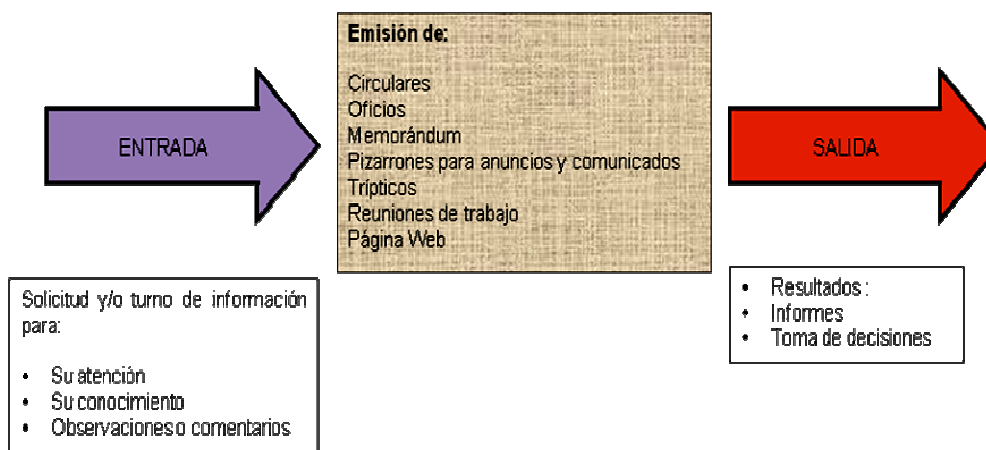 ENTRADA
Solicitud y/o turno de información
para:
• Su atención
• Su conocimiento
• Observaciones o comentarios
Emisión de:
Circulares
Oficios
Memorándum
Pizarrones para anuncios y comunicados
Trípticos
Reuniones de trabajo
Página Web
SALIDA
• Resultados :
• Informes
• Toma de decisiones